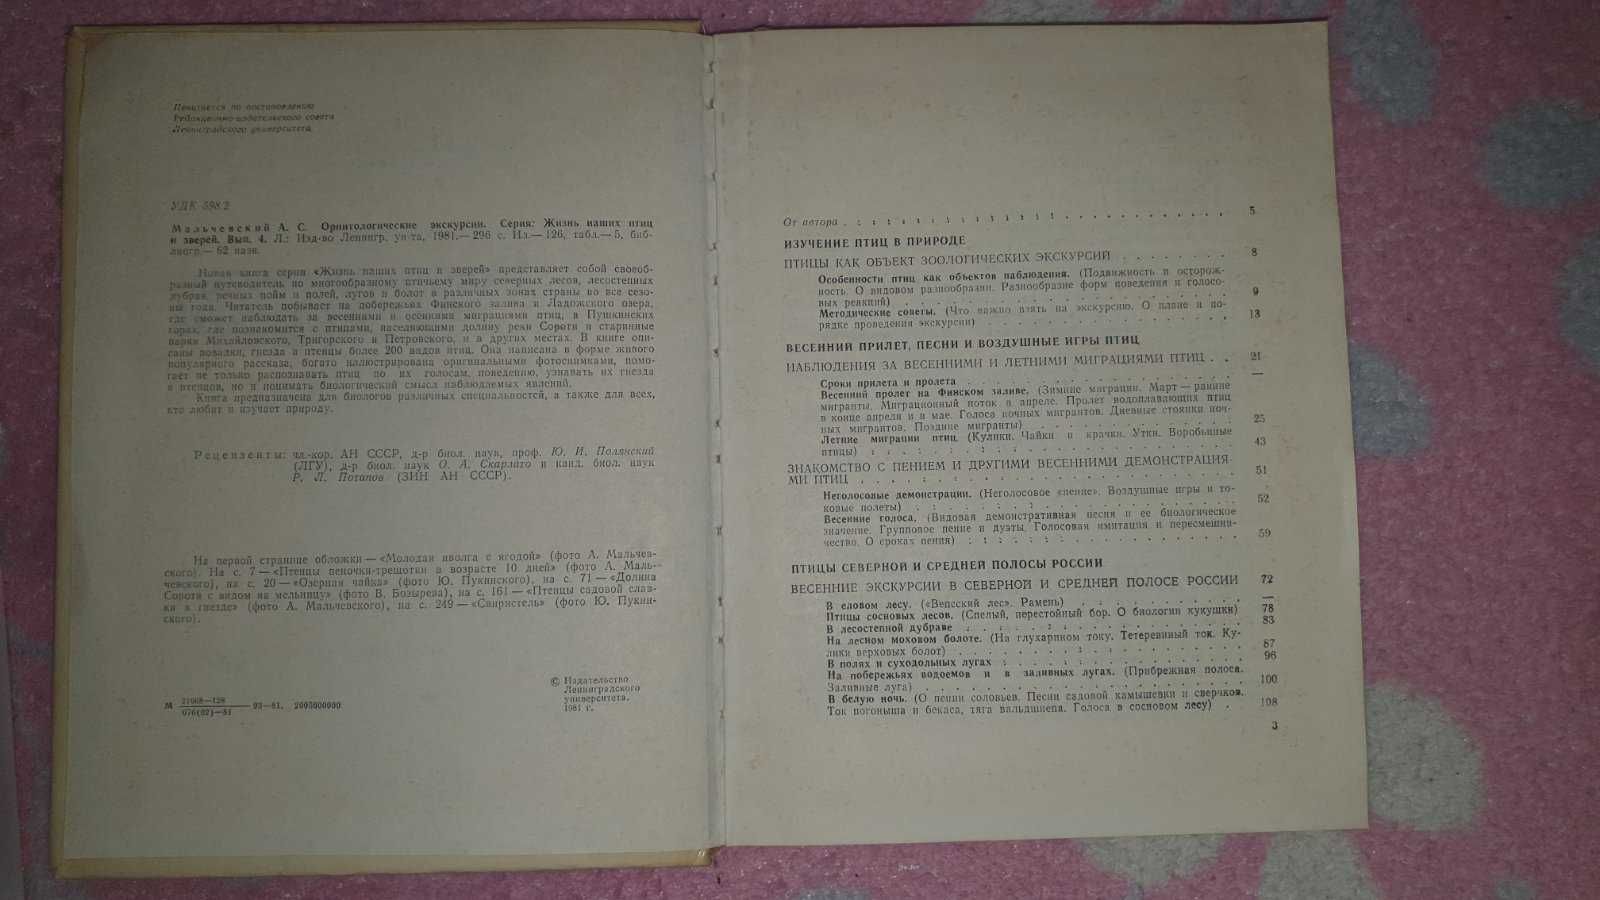 Печатается по постановлению
Редакционно-издательского совета
Ленинградского университета
УДК 598.2
Мальчевский А. С. Орнитологические экскурсии. Серия: Жизнь наших птиц
и зверей. Вып. 4. Л.: Изд-во Ленингр. ун-та, 1981.— 296 с. Ил.— 126, табл.— 5, биб-
лиогр.— 62 назв.
Новая книга серии «Жизнь наших птиц и зверей» представляет собой своеоб-
разный путеводитель по многообразному птичьему миру северных лесов, лесостепных
дубрав, речных пойм и полей, лугов и болот в различных зонах страны во все сезо-
ны года. Читатель побывает на побережьях Финского залива и Ладожского озера,
где сможет наблюдать за весенними и осенними миграциями птиц, в Пушкинских
горах, где познакомится с птицами, населяющими долину реки Сороти и старинные
парки Михайловского, Тригорского и Петровского, и в других местах. В книге опи-
саны повадки, гнезда и птенцы более 200 видов птиц. Она написана в форме живого
популярного рассказа, богато иллюстрирована оригинальными фотоснимками, помо-
гает не только распознавать птиц по их голосам, поведению, узнавать их гнезда
и птенцов, но и понимать биологический смысл наблюдаемых явлений.
Книга предназначена для биологов различных специальностей, а также для всех,
кто любит и изучает природу.
Рецензенты: чл.-кор. АН СССР, д-р биол. наук, проф. Ю. И. Полянский
(ЛГУ), д-р биол. наук О. А. Скарлато и канд. биол. наук
Р. Л. Потапов (ЗИН АН СССР).
На первой странице обложки — «Молодая иволга с ягодой» (фото А. Мальчев-
ского). На с. 7 — «Птенцы пеночки-трещотки в возрасте 10 дней» (фото А. Маль-
чевского), на с. 20 — «Озерная чайка» (фото Ю. Пукинского), на с. 71 — «Долина
Сороти с видом на мельницу» (фото В. Бозырева), на с. 161 — «Птенцы садовой слав-
ки в гнезде» (фото А. Мальчевского), на с. 249 — «Свиристель» (фото Ю. Пукин-
ского).
М 21008—128
076(02)—81 93—81. 2005000000
© Издательство
Ленинградского
университета,
1981 г.
От автора . . . . . . . . . . . . . . . . . . . . 5
ИЗУЧЕНИЕ ПТИЦ В ПРИРОДЕ
ПТИЦЫ КАК ОБЪЕКТ ЗООЛОГИЧЕСКИХ ЭКСКУРСИЙ . . . . . . . . 8
Особенности птиц как объектов наблюдения. (Подвижность и осторож-
ность. О видовом разнообразии. Разнообразие форм поведения и голосо-
вых реакций) . . . . . . . . . . . . . . . . . . 9
Методические советы. (Что важно взять на экскурсию. О плане и по-
рядке проведения экскурсии) . . . . . . . . . . . . . . 13
ВЕСЕННИЙ ПРИЛЕТ, ПЕСНИ И ВОЗДУШНЫЕ ИГРЫ ПТИЦ
НАБЛЮДЕНИЯ ЗА ВЕСЕННИМИ И ЛЕТНИМИ МИГРАЦИЯМИ ПТИЦ . . 21
Сроки прилета и пролета . . . . . . . . . . . . . . . —
Весенний пролет на Финском заливе. (Зимние миграции. Март — ранние
мигранты. Миграционный поток в апреле. Пролет водоплавающих птиц
в конце апреля и в мае. Голоса ночных мигрантов. Дневные стоянки ноч-
ных мигрантов. Поздние мигранты) . . . . . . . . . . . . 25
Летние миграции птиц. (Кулики. Чайки и крачки. Утки. Воробьиные
птицы) . . . . . . . . . . . . . . . . . . . . 43
ЗНАКОМСТВО С ПЕНИЕМ И ДРУГИМИ ВЕСЕННИМИ ДЕМОНСТРАЦИЯ-
МИ ПТИЦ . . . . . . . . . . . . . . . . . . . . 51
Неголосовые демонстрации. (Неголосовое «пение». Воздушные игры и то-
ковые полеты) . . . . . . . . . . . . . . . . . . 52
Весенние голоса. (Видовая демонстративная песня и ее биологическое
значение. Групповое пение и дуэты. Голосовая имитация и пересмешни-
чество. О сроках пения) . . . . . . . . . . . . . . . 59
ПТИЦЫ СЕВЕРНОЙ И СРЕДНЕЙ ПОЛОСЫ РОССИИ
ВЕСЕННИЕ ЭКСКУРСИИ В СЕВЕРНОЙ И СРЕДНЕЙ ПОЛОСЕ РОССИИ 72
В еловом лесу. («Вепсский лес». Рамень) . . . . . . . . . . —
Птицы сосновых лесов. (Спелый, перестойный бор. О биологии кукушки) 78
В лесостепной дубраве . . . . . . . . . . . . . . . 83
На лесном моховом болоте. (На глухарином току. Тетеревиный ток. Ку-
лики верховых болот) . . . . . . . . . . . . . . . . 87
В полях и суходольных лугах . . . . . . . . . . . . . . 96
На побережьях водоемов и в заливных лугах. (Прибрежная полоса.
Заливные луга) . . . . . . . . . . . . . . . . . . 100
В белую ночь. (О пении соловьев. Песни садовой камышевки и сверчков.
Ток погоныша и бекаса, тяга вальдшнепа. Голоса в сосновом лесу) . . 108
3